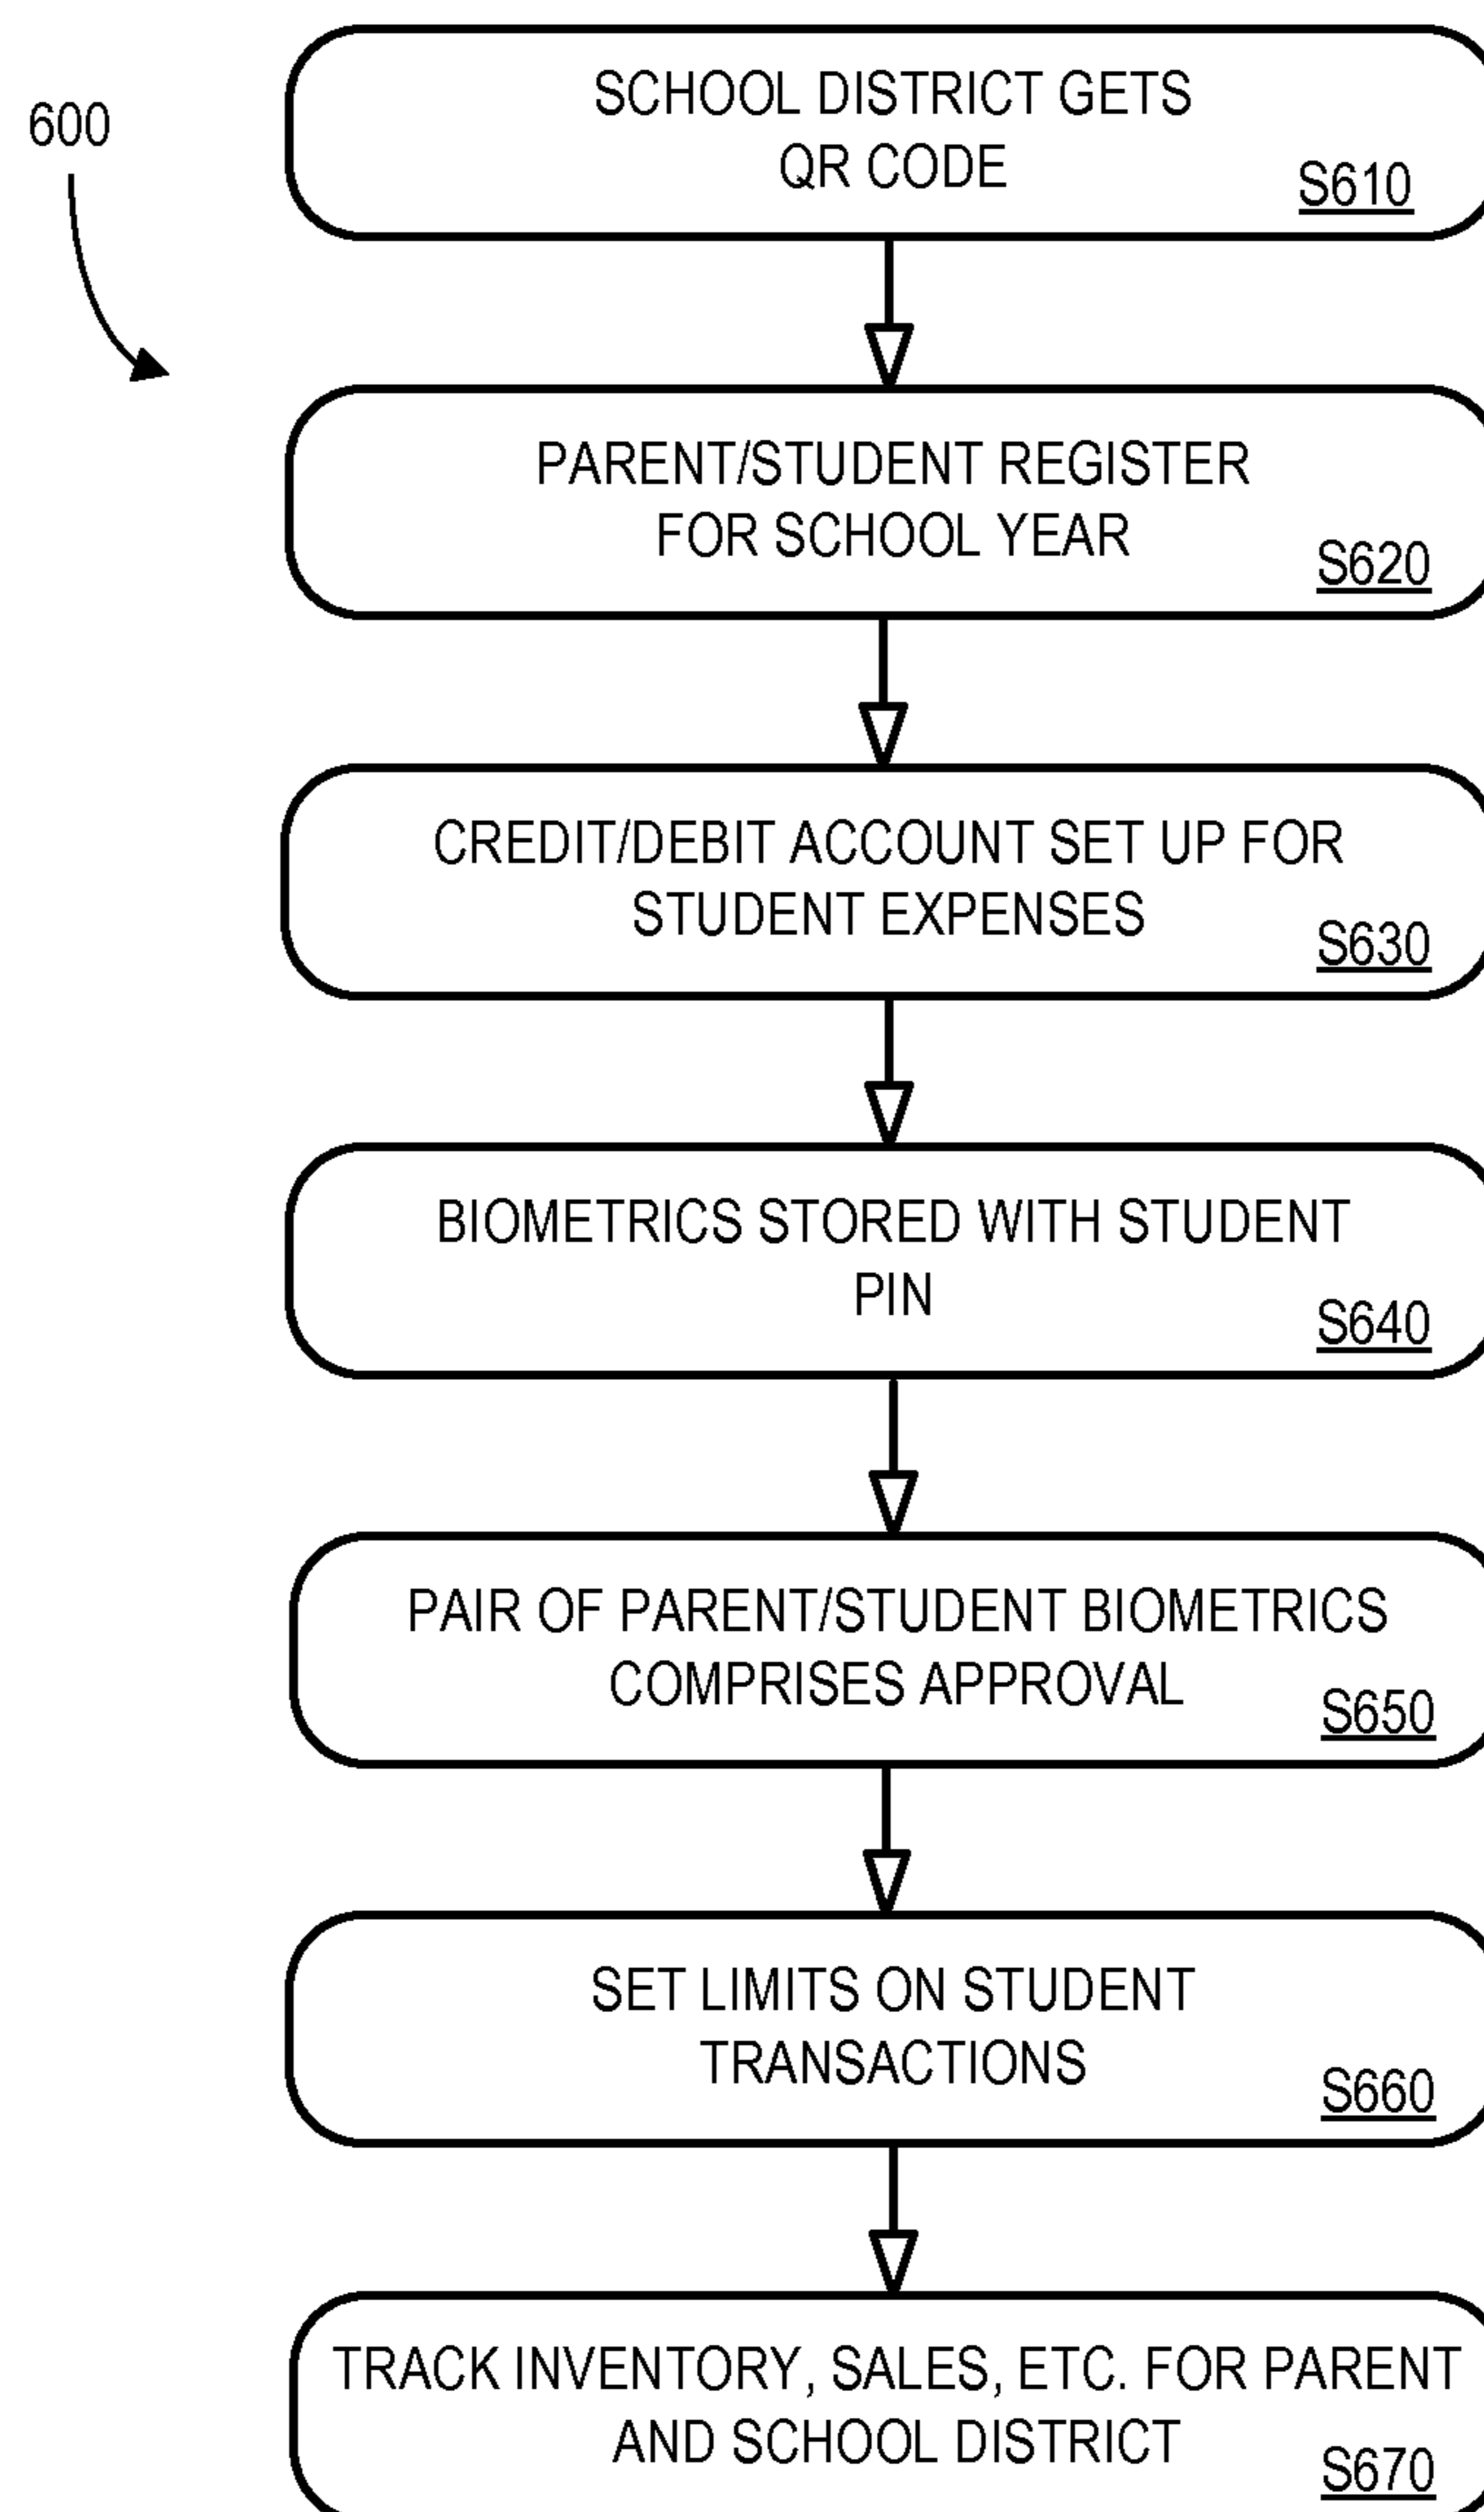 600
SCHOOL DISTRICT GETS
QR CODE
S610
PARENT/STUDENT REGISTER
FOR SCHOOL YEAR
S620
CREDIT/DEBIT ACCOUNT SET UP FOR
STUDENT EXPENSES
S630
BIOMETRICS STORED WITH STUDENT
PIN
S640
PAIR OF PARENT/STUDENT BIOMETRICS
COMPRISES APPROVAL
S650
SET LIMITS ON STUDENT
TRANSACTIONS
S660
TRACK INVENTORY, SALES, ETC. FOR PARENT
AND SCHOOL DISTRICT
S670